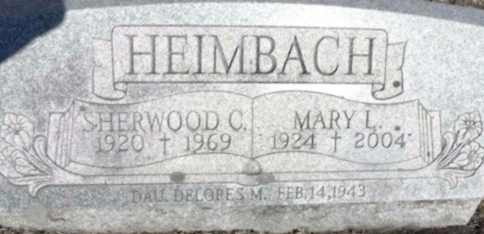 HEIMBACH
SHERWOOD C. MARY L.
1920 † 1969 1924 † 2004
DAU. DELORES M. FEB. 14, 1943